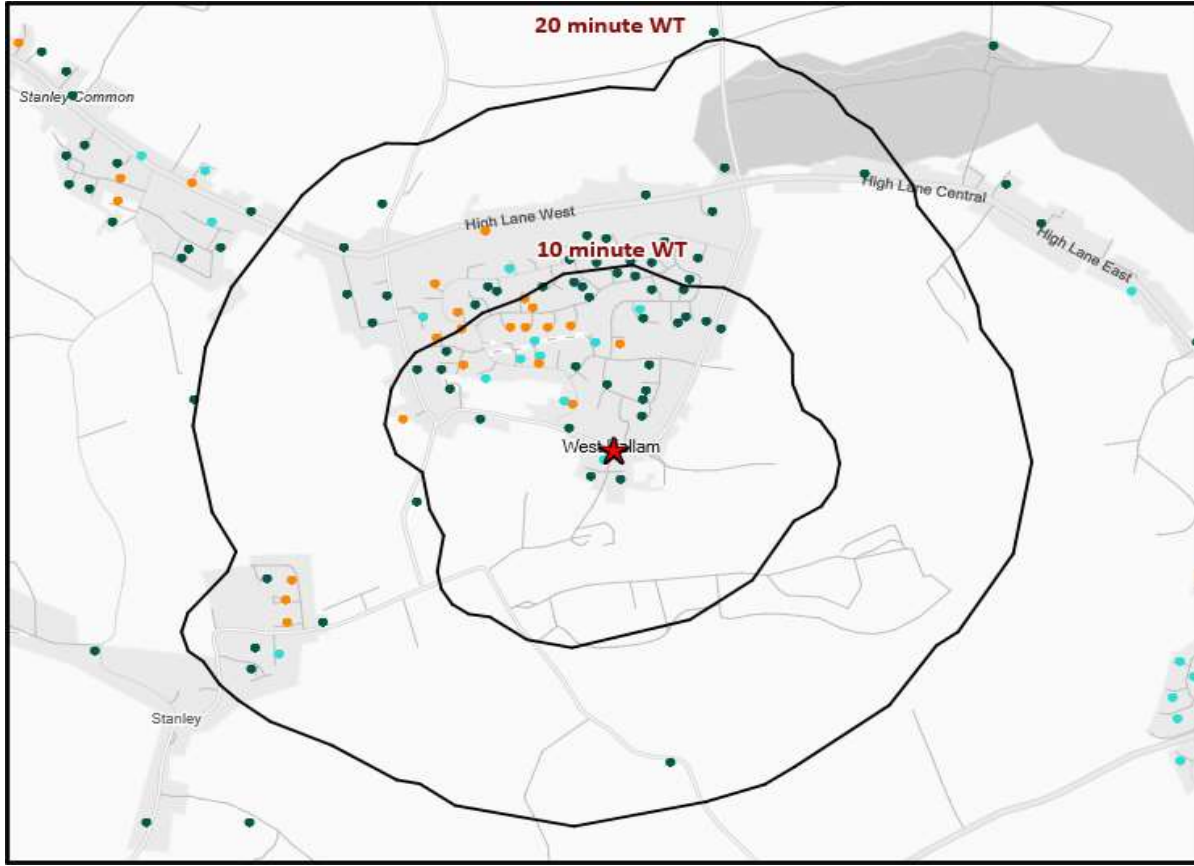 20 minute WT
Stanley Common
High Lane Central
High Lane West
High Lane East
10 minute WT
West Hallam
Stanley